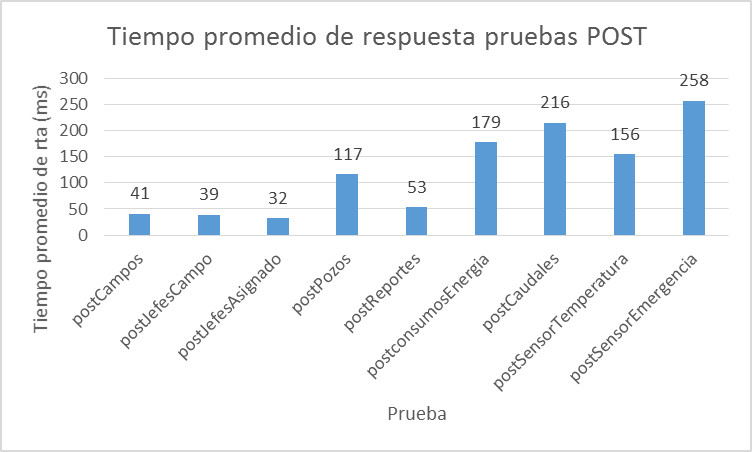 Tiempo promedio de respuesta pruebas POST
Tiempo promedio de rta (ms)
300
250
200
150
100
50
0
41
39
32
117
53
179
216
156
258
postCampos
postJefesCampo
postJefesAsignado
postPozos
postReportes
postconsumosEnergia
postCaudales
postSensorTemperatura
postSensorEmergencia
Prueba